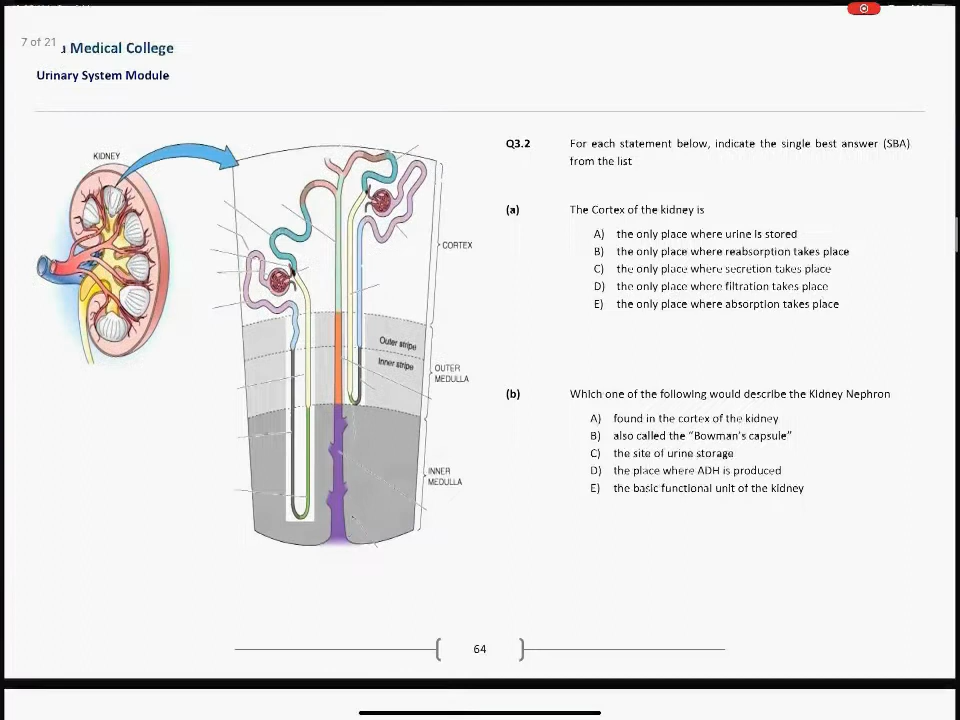 7 of 21
Medical College
Urinary System Module
KIDNEY
CORTEX
Outer stripe
Inner stripe
OUTER
MEDULLA
INNER
MEDULLA
Q3.2 For each statement below, indicate the single best answer (SBA)
from the list
(a) The Cortex of the kidney is
A) the only place where urine is stored
B) the only place where reabsorption takes place
C) the only place where secretion takes place
D) the only place where filtration takes place
E) the only place where absorption takes place
(b) Which one of the following would describe the Kidney Nephron
A) found in the cortex of the kidney
B) also called the “Bowman’s capsule”
C) the site of urine storage
D) the place where ADH is produced
E) the basic functional unit of the kidney
64